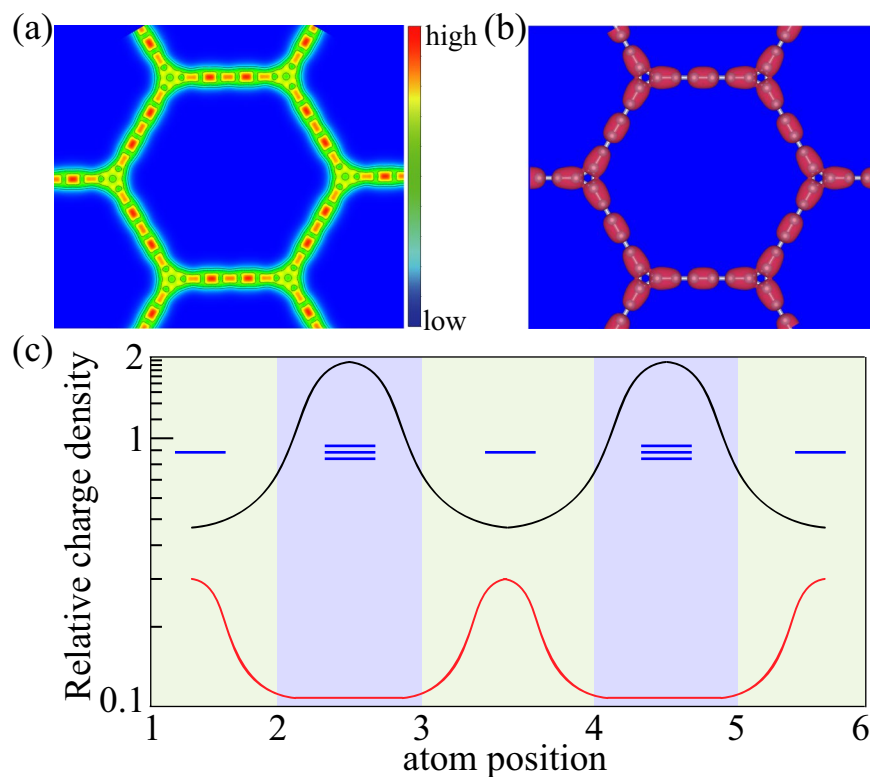 (a)
high
low
(b)
(c)
Relative charge density
2
1
0.1
1 2 3 4 5 6
atom position